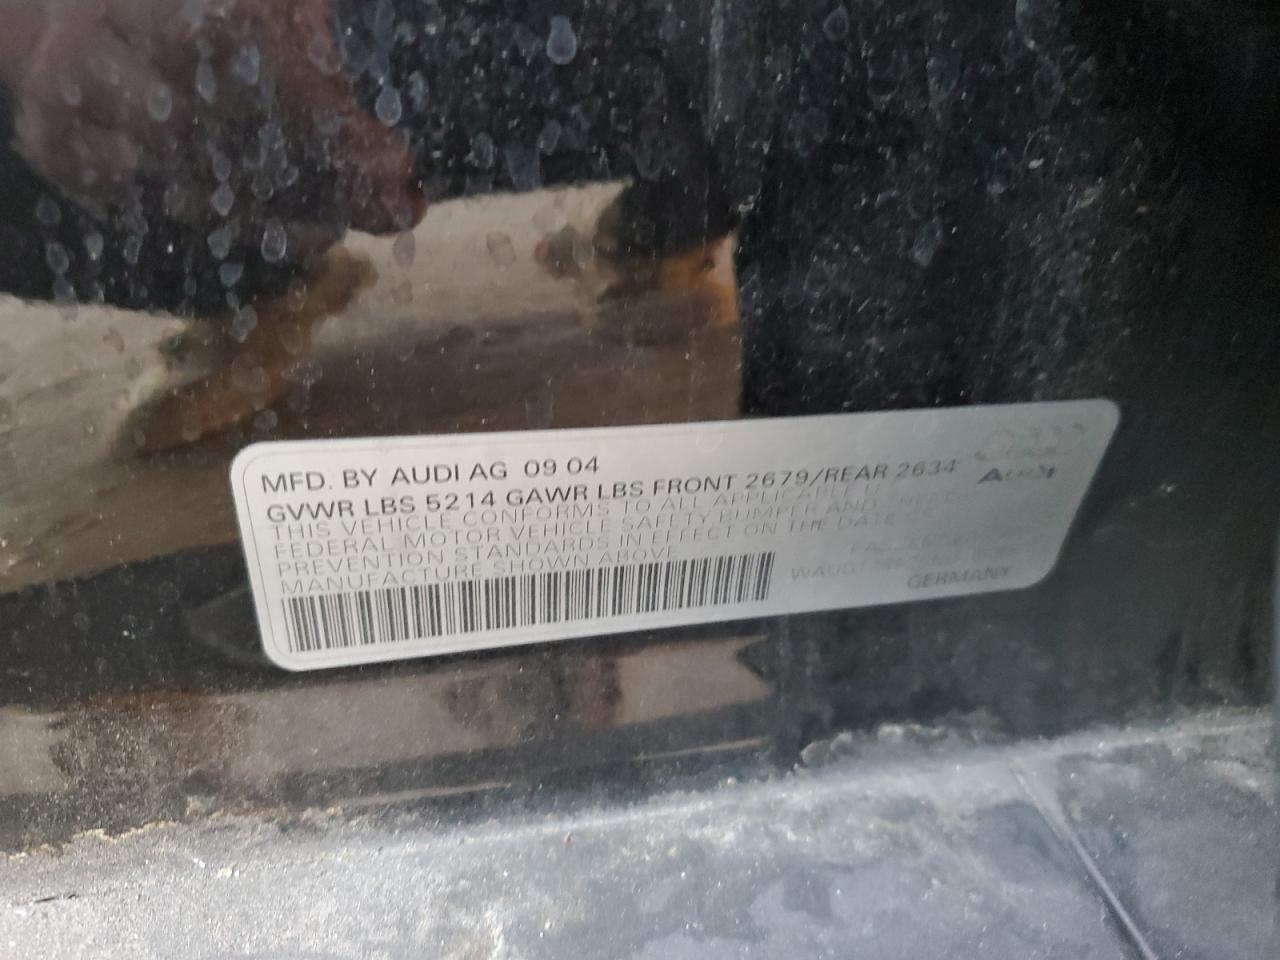 MFD. BY AUDI AG 09 04
GVWR LBS 5214 GAWR LBS FRONT 2679/REAR 2634
THIS VEHICLE CONFORMS TO ALL APPLICABLE U
FEDERAL MOTOR VEHICLE SAFETY BUMPER AND THEFT
PREVENTION STANDARDS IN EFFECT ON THE DATE
MANUFACTURE SHOWN ABOVE
GERMANY